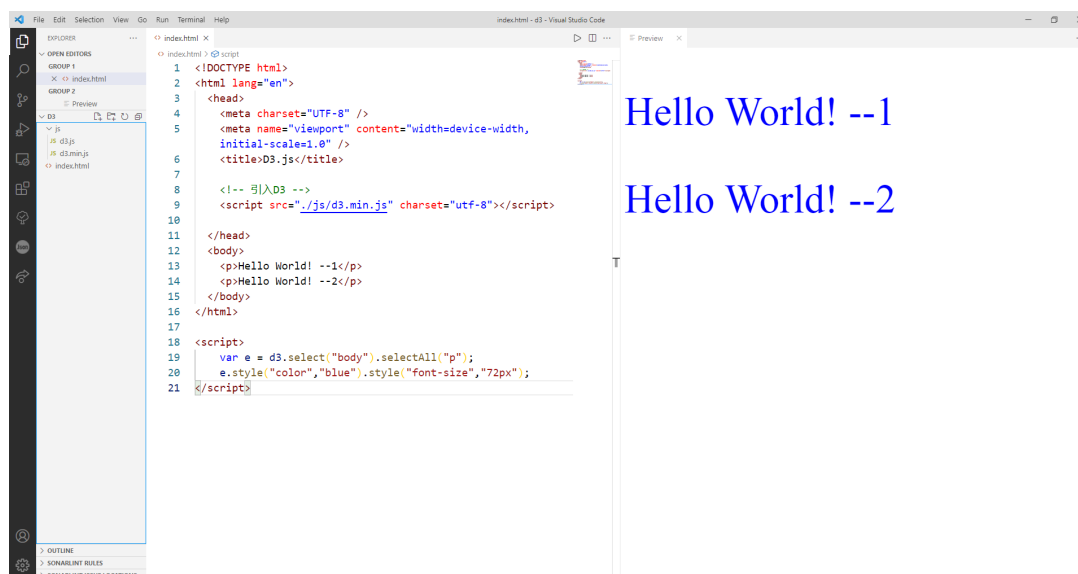 File Edit Selection View Go Run Terminal Help index.html - d3 - Visual Studio Code
EXPLORER
OPEN EDITORS
GROUP 1
index.html
GROUP 2
Preview
D3
js
JS d3.js
JS d3.min.js
index.html
OUTLINE
SONARLINT RULES
index.html
index.html > script
1 <!DOCTYPE html>
2 <html lang="en">
3 <head>
4 <meta charset="UTF-8" />
5 <meta name="viewport" content="width=device-width,
initial-scale=1.0" />
6 <title>D3.js</title>
7
8 <!-- 引入D3 -->
9 <script src="./js/d3.min.js" charset="utf-8"></script>
10
11 </head>
12 <body>
13 <p>Hello World! --1</p>
14 <p>Hello World! --2</p>
15 </body>
16 </html>
17
18 <script>
19 var e = d3.select("body").selectAll("p");
20 e.style("color","blue").style("font-size","72px");
21 </script>
Preview
Hello World! --1
Hello World! --2